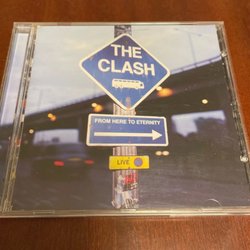 THE
CLASH
FROM HERE TO ETERNITY
LIVE